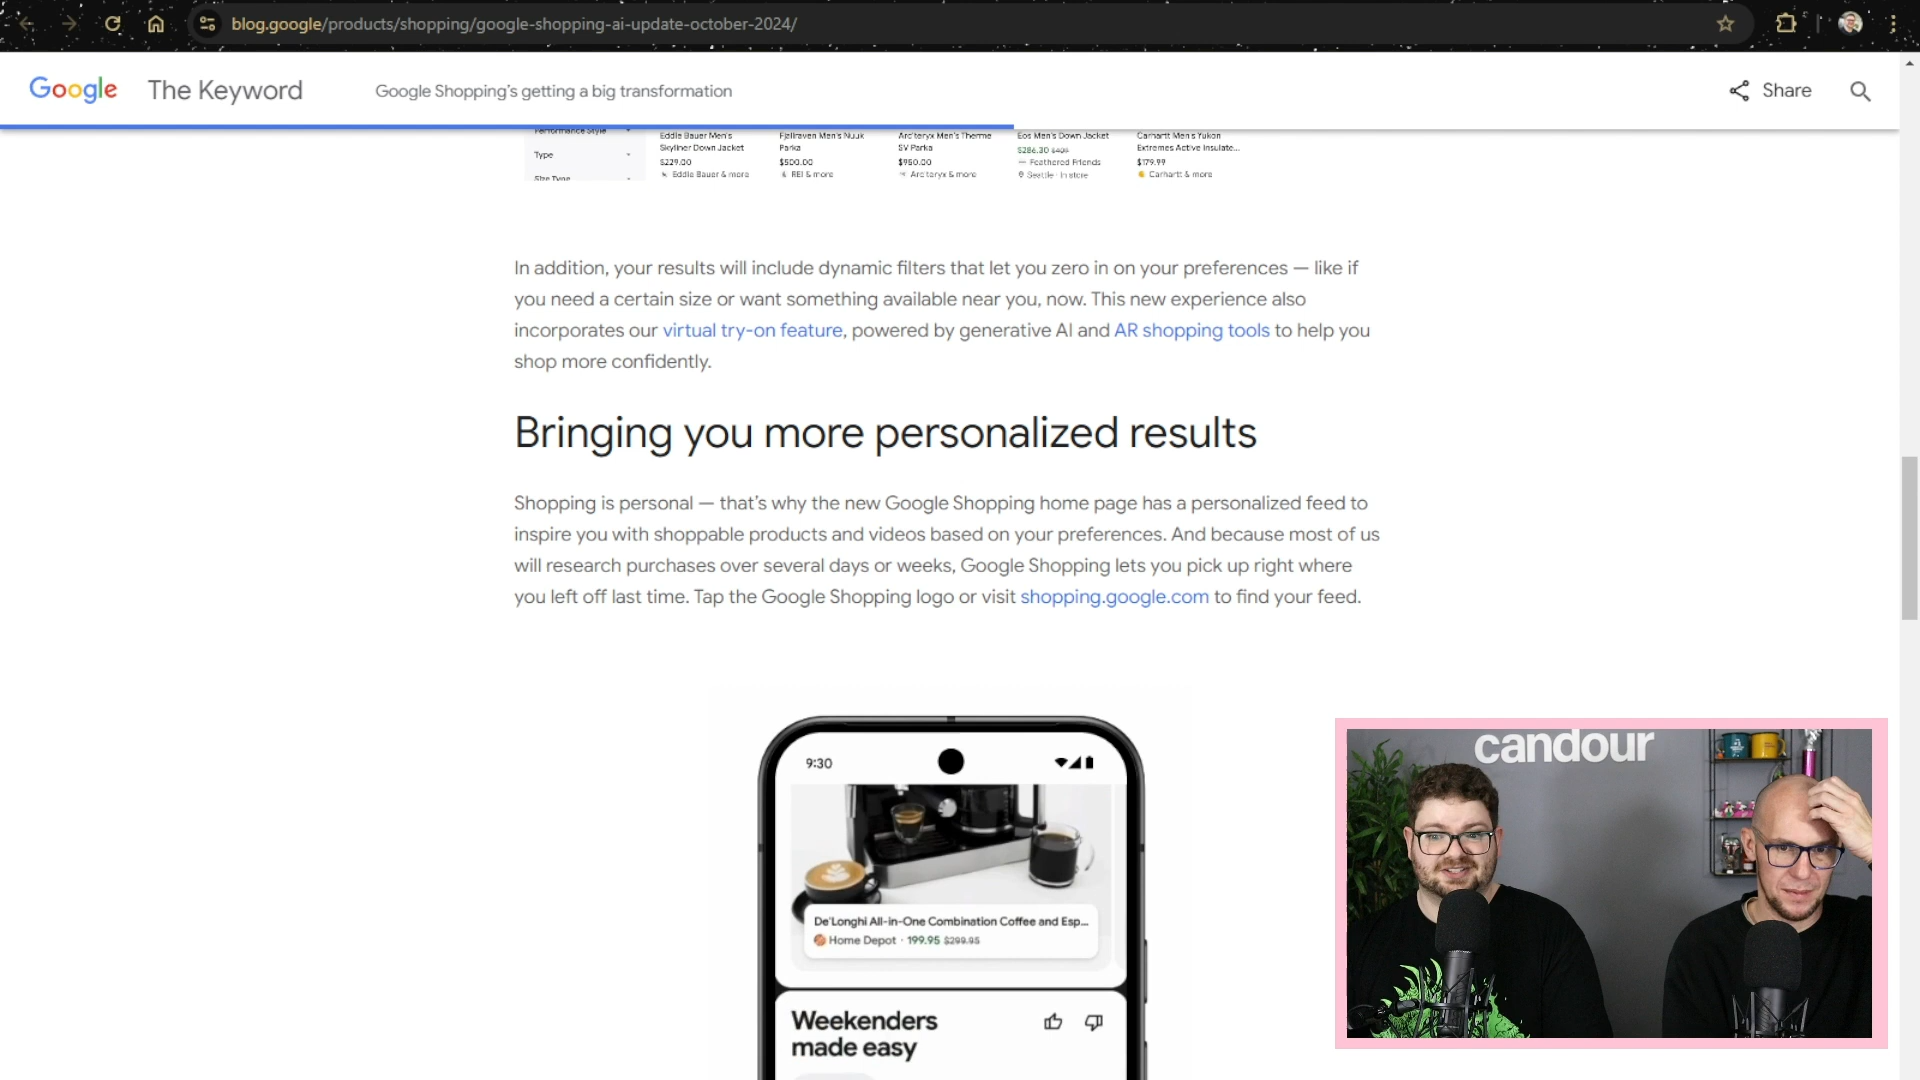 blog.google/products/shopping/google-shopping-ai-update-october-2024/
Google The Keyword Google Shopping's getting a big transformation Share
Performance Style
Type
Size Type
Eddie Bauer Men's
Skyliner Down Jacket
$229.00
Eddie Bauer & more
Fjallraven Men's Nuuk
Parka
$500.00
REI & more
Arc'teryx Men's Therme
SV Parka
$950.00
Arc'teryx & more
Eos Men's Down Jacket
$286.30 $409
Feathered Friends
Seattle · In store
Carhartt Men's Yukon
Extremes Active Insulate...
$179.99
Carhartt & more
In addition, your results will include dynamic filters that let you zero in on your preferences — like if
you need a certain size or want something available near you, now. This new experience also
incorporates our virtual try-on feature, powered by generative AI and AR shopping tools to help you
shop more confidently.
Bringing you more personalized results
Shopping is personal — that's why the new Google Shopping home page has a personalized feed to
inspire you with shoppable products and videos based on your preferences. And because most of us
will research purchases over several days or weeks, Google Shopping lets you pick up right where
you left off last time. Tap the Google Shopping logo or visit shopping.google.com to find your feed.
9:30
De'Longhi All-in-One Combination Coffee and Esp...
Home Depot · 199.95 $299.95
Weekenders
made easy
candour